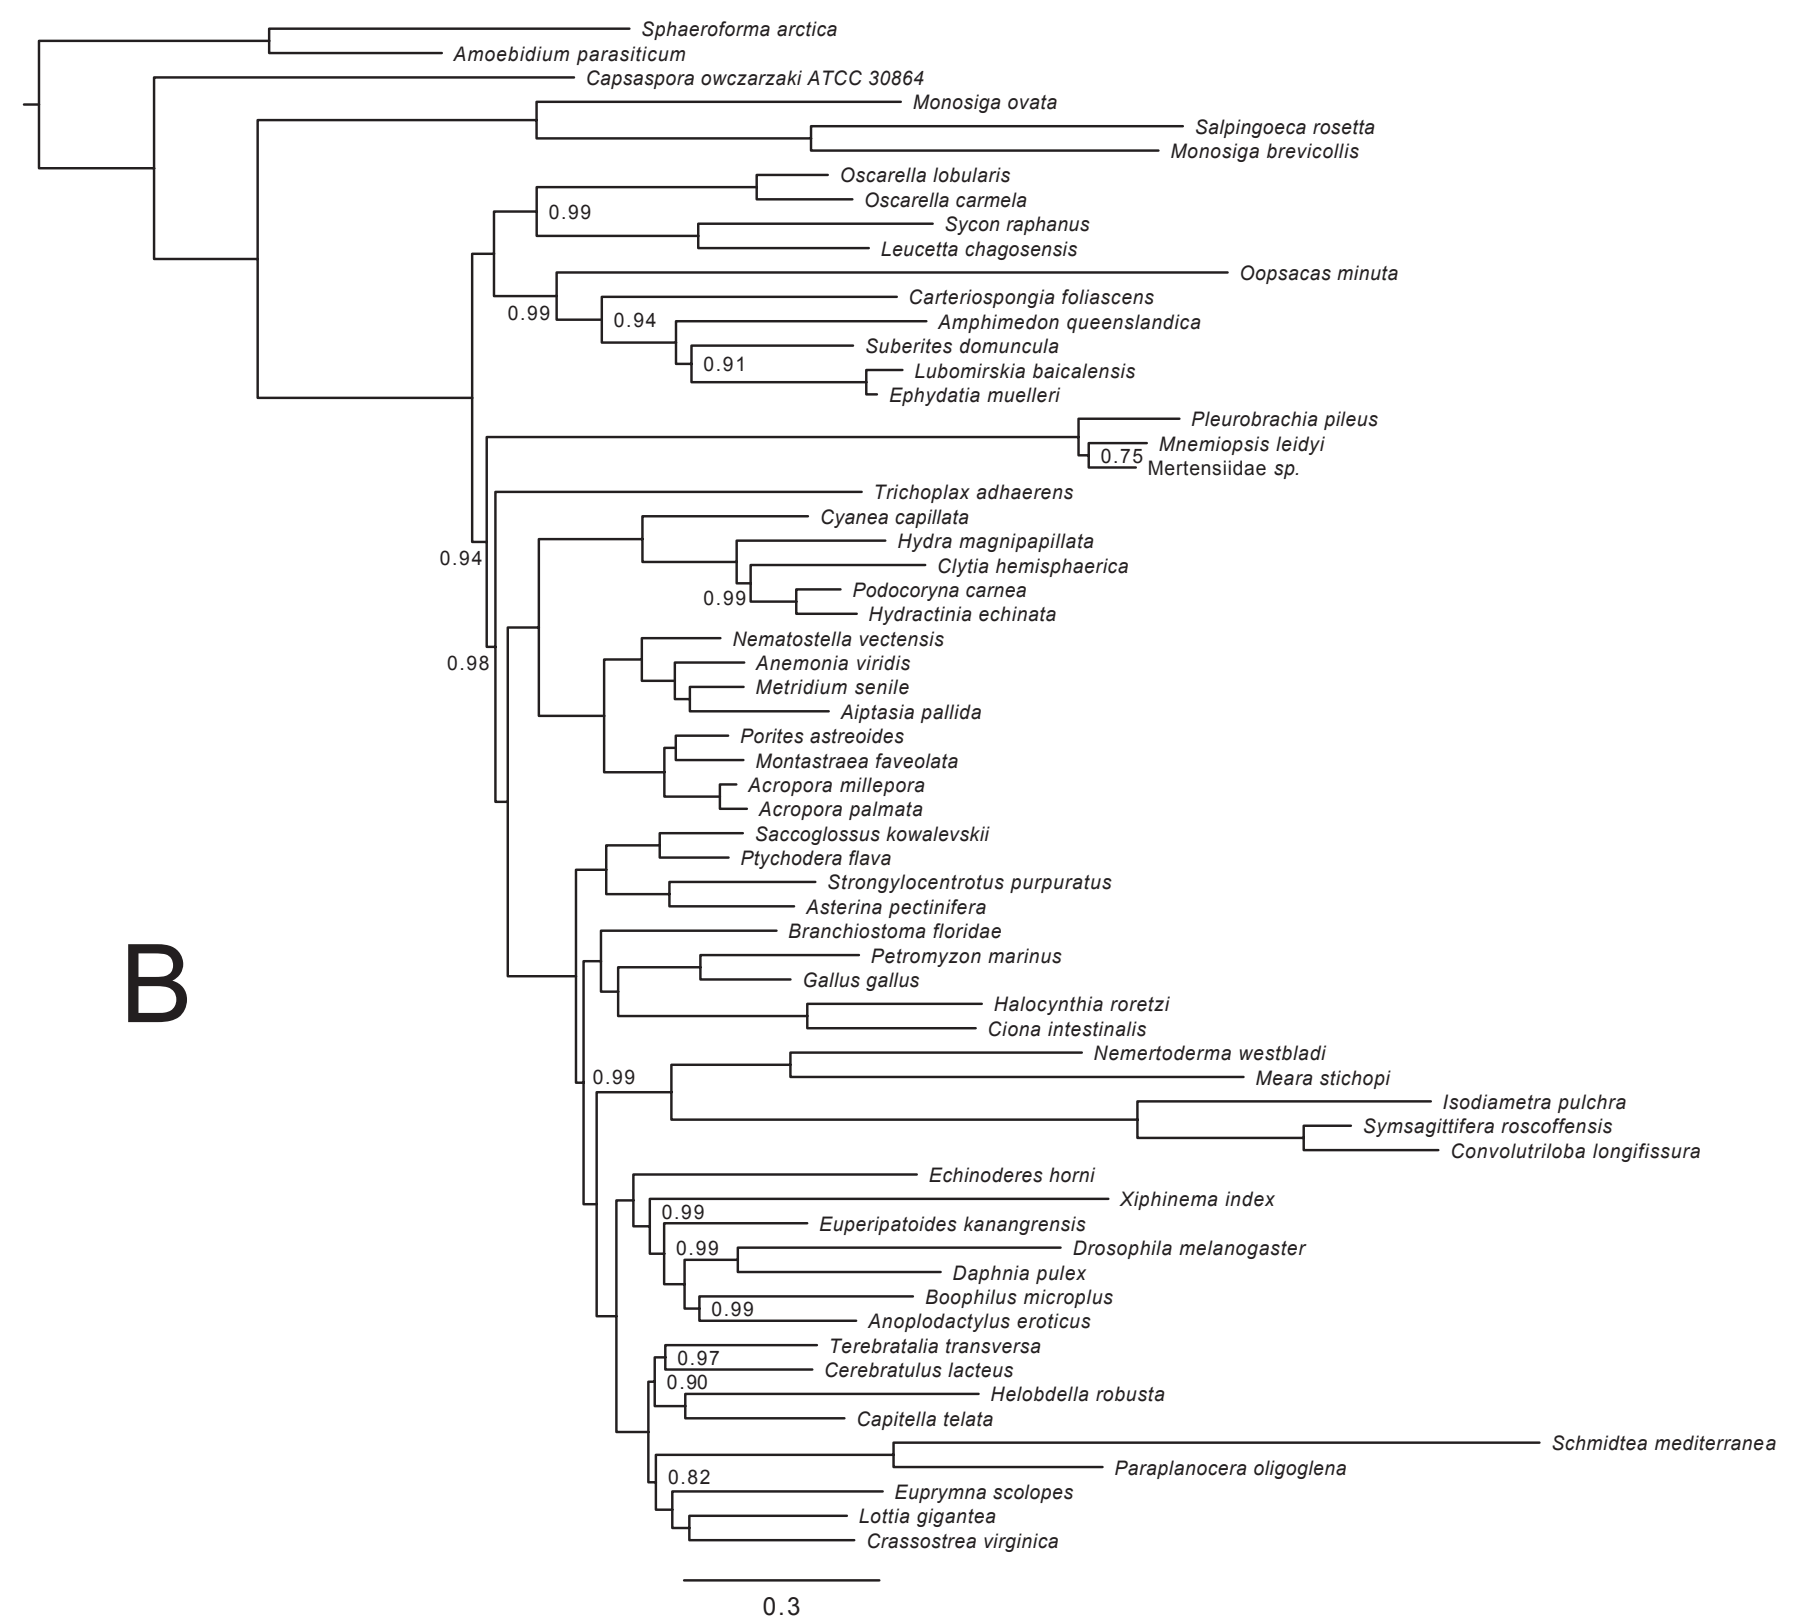 Sphaeroforma arctica
Amoebidium parasiticum
Capsaspora owczarzaki ATCC 30864
Monosiga ovata
Salpingoeca rosetta
Monosiga brevicollis
Oscarella lobularis
Oscarella carmela
0.99
Sycon raphanus
Leucetta chagosensis
Oopsacas minuta
Carteriospongia foliascens
0.99
0.94
Amphimedon queenslandica
Suberites domuncula
0.91
Lubomirskia baicalensis
Ephydatia muelleri
Pleurobrachia pileus
Mnemiopsis leidyi
0.75
Mertensiidae sp.
Trichoplax adhaerens
Cyanea capillata
Hydra magnipapillata
0.94
Clytia hemisphaerica
Podocoryna carnea
0.99
Hydractinia echinata
Nematostella vectensis
0.98
Anemonia viridis
Metridium senile
Aiptasia pallida
Porites astreoides
Montastraea faveolata
Acropora millepora
Acropora palmata
Saccoglossus kowalevskii
Ptychodera flava
Strongylocentrotus purpuratus
Asterina pectinifera
Branchiostoma floridae
Petromyzon marinus
B
Gallus gallus
Halocynthia roretzi
Ciona intestinalis
Nemertoderma westbladi
0.99
Meara stichopi
Isodiametra pulchra
Symsagittifera roscoffensis
Convolutriloba longifissura
Echinoderes horni
Xiphinema index
0.99
Euperipatoides kanangrensis
0.99
Drosophila melanogaster
Daphnia pulex
Boophilus microplus
0.99
Anoplodactylus eroticus
Terebratalia transversa
0.97
Cerebratulus lacteus
0.90
Helobdella robusta
Capitella telata
Schmidtea mediterranea
Paraplanocera oligoglena
0.82
Euprymna scolopes
Lottia gigantea
Crassostrea virginica
0.3